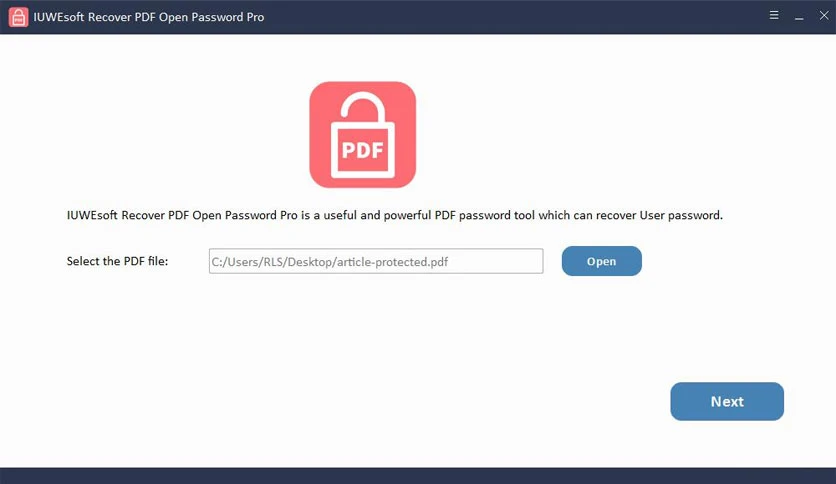 IUWEsoft Recover PDF Open Password Pro
PDF
IUWEsoft Recover PDF Open Password Pro is a useful and powerful PDF password tool which can recover User password.
Select the PDF file: C:/Users/RLS/Desktop/article-protected.pdf Open
Next